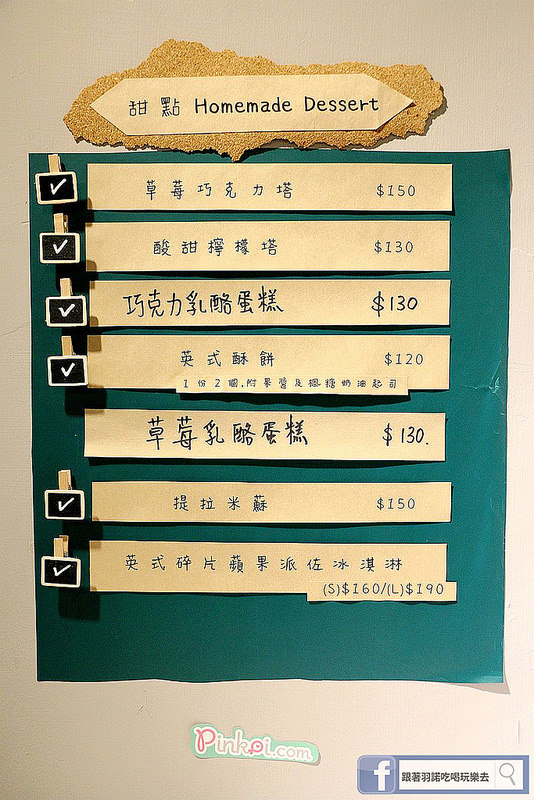 甜點 Homemade Dessert
草莓巧克力塔 $150
酸甜檸檬塔 $130
巧克力乳酪蛋糕 $130
英式酥餅 $120
1份2個,附果醬及楓糖奶油起司
草莓乳酪蛋糕 $130.
提拉米蘇 $150
英式碎片蘋果派佐冰淇淋
(S)$160/(L)$190
Pinkoi.com
跟著羽諾吃喝玩樂去